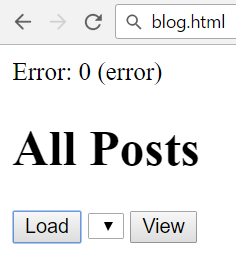 blog.html
Error: 0 (error)
All Posts
Load View